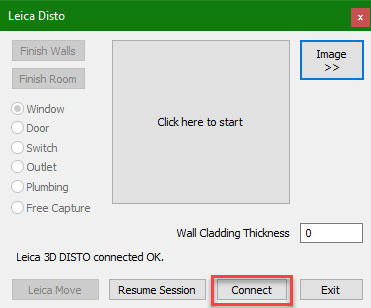 Leica Disto
x
Finish Walls
Finish Room
Window
Door
Switch
Outlet
Plumbing
Free Capture
Click here to start
Image
>>
Wall Cladding Thickness 0
Leica 3D DISTO connected OK.
Leica Move Resume Session Connect Exit